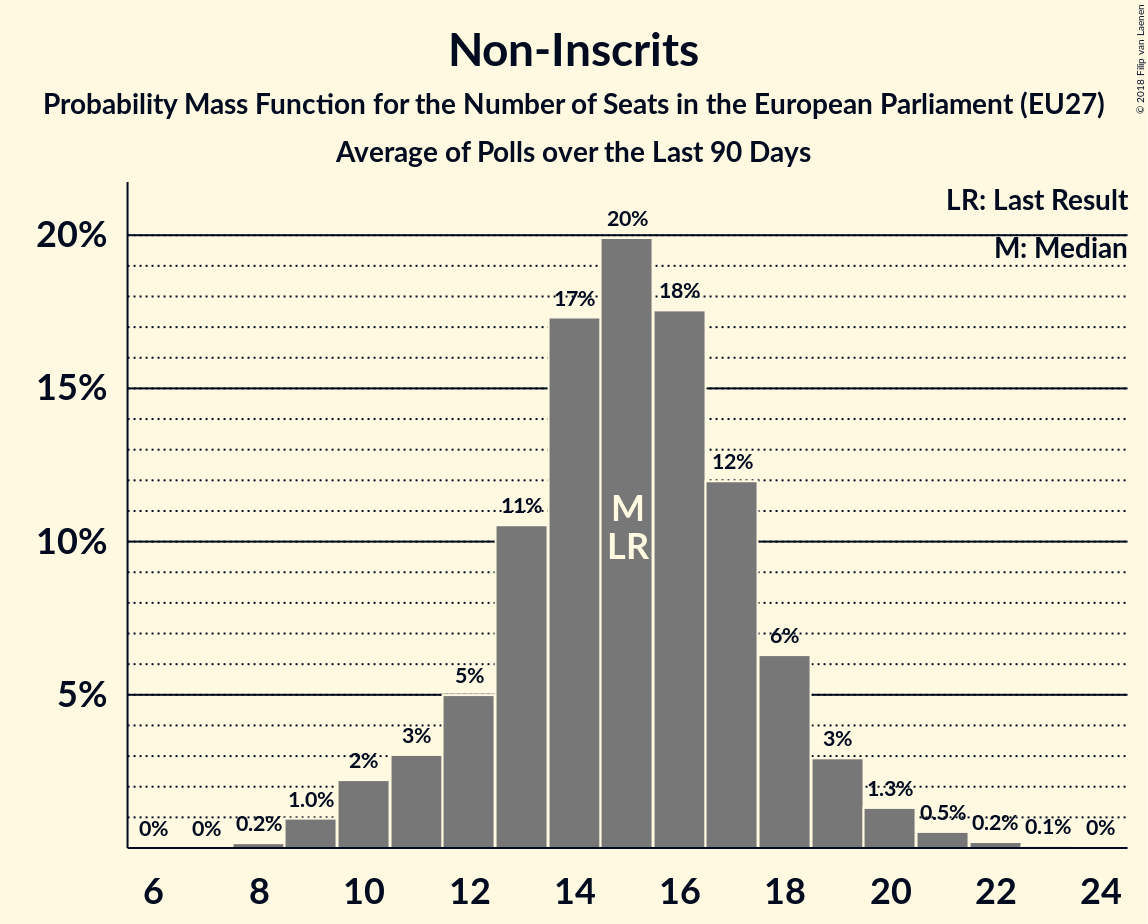 Non-Inscrits
Probability Mass Function for the Number of Seats in the European Parliament (EU27)
Average of Polls over the Last 90 Days
© 2018 Filip van Laenen
LR: Last Result
M: Median
20%
15%
10%
5%
0%
0%
0.2%
1.0%
2%
3%
5%
11%
17%
20%
18%
12%
6%
3%
1.3%
0.5%
0.2%
0.1%
0%
M
LR
6 8 10 12 14 16 18 20 22 24